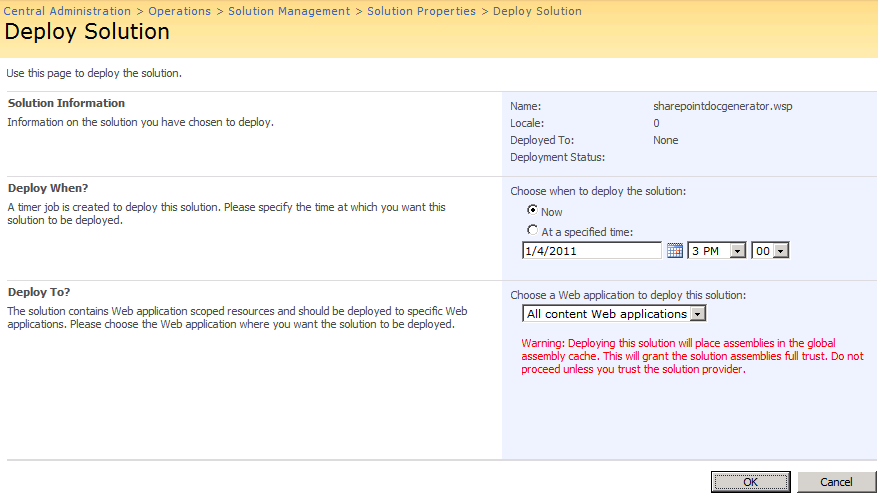 Central Administration > Operations > Solution Management > Solution Properties > Deploy Solution
Deploy Solution
Use this page to deploy the solution.
Solution Information
Information on the solution you have chosen to deploy.
Name: sharepointdocgenerator.wsp
Locale: 0
Deployed To: None
Deployment Status:
Deploy When?
A timer job is created to deploy this solution. Please specify the time at which you want this
solution to be deployed.
Choose when to deploy the solution:
Now
At a specified time:
1/4/2011 3 PM 00
Deploy To?
The solution contains Web application scoped resources and should be deployed to specific Web
applications. Please choose the Web application where you want the solution to be deployed.
Choose a Web application to deploy this solution:
All content Web applications
Warning: Deploying this solution will place assemblies in the global
assembly cache. This will grant the solution assemblies full trust. Do not
proceed unless you trust the solution provider.
OK Cancel